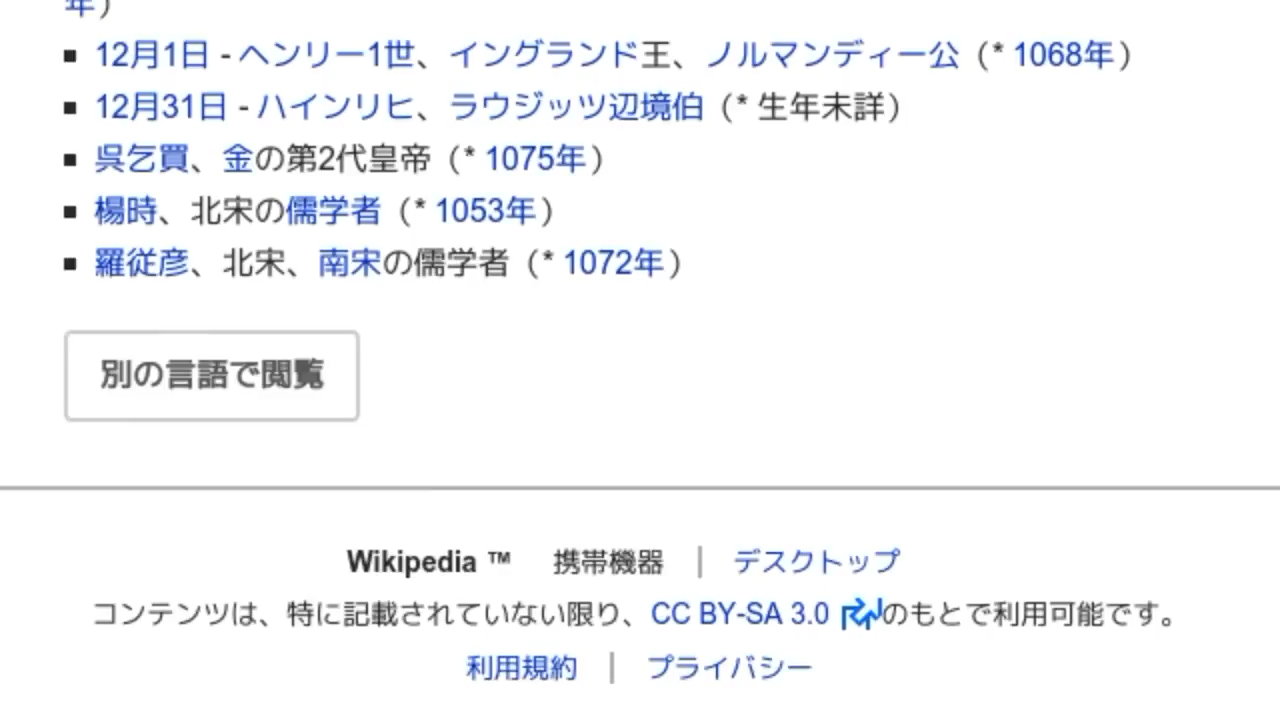 年）
12月1日 - ヘンリー1世、イングランド王、ノルマンディー公（* 1068年）
12月31日 - ハインリヒ、ラウジッツ辺境伯（* 生年未詳）
呉乞買、金の第2代皇帝（* 1075年）
楊時、北宋の儒学者（* 1053年）
羅従彦、北宋、南宋の儒学者（* 1072年）
別の言語で閲覧
Wikipedia ™ 携帯機器 | デスクトップ
コンテンツは、特に記載されていない限り、CC BY-SA 3.0 のもとで利用可能です。
利用規約 | プライバシー